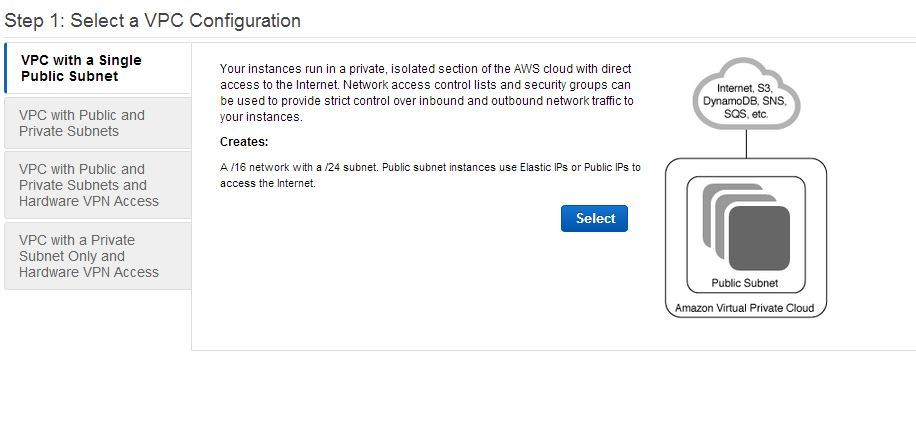 Step 1: Select a VPC Configuration
VPC with a Single
Public Subnet
VPC with Public and
Private Subnets
VPC with Public and
Private Subnets and
Hardware VPN Access
VPC with a Private
Subnet Only and
Hardware VPN Access
Your instances run in a private, isolated section of the AWS cloud with direct
access to the Internet. Network access control lists and security groups can
be used to provide strict control over inbound and outbound network traffic to
your instances.
Creates:
A /16 network with a /24 subnet. Public subnet instances use Elastic IPs or Public IPs to
access the Internet.
Select
Internet, S3,
DynamoDB, SNS,
SQS, etc.
Public Subnet
Amazon Virtual Private Cloud